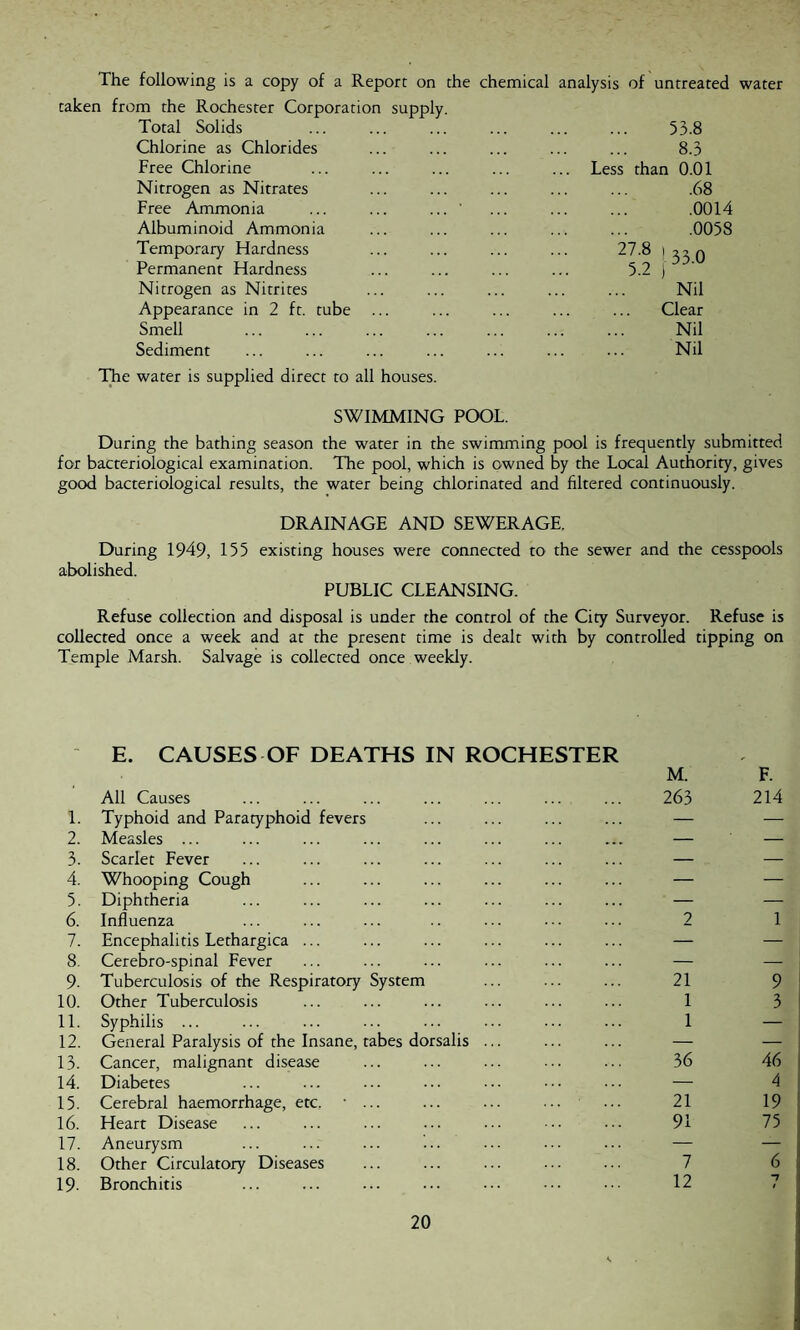 The following is a copy of a Report on the chemical analysis of untreated water
taken from the Rochester Corporation supply.
Total Solids ... ... ... ... ... ... 53.8
Chlorine as Chlorides ... ... ... ... ... 8.3
Free Chlorine ... ... ... ... ... Less than 0.01
Nitrogen as Nitrates ... ... ... ... ... .68
Free Ammonia ... ... ... ... ... ... .0014
Albuminoid Ammonia ... ... ... ... ... .0058
Temporary Hardness ... ... ... ... 27.8 } 33.0
Permanent Hardness ... ... ... ... 5.2 }
Nitrogen as Nitrites ... ... ... ... ... Nil
Appearance in 2 ft. tube ... ... ... ... ... Clear
Smell ... ... ... ... ... ... ... Nil
Sediment ... ... ... ... ... ... ... Nil
The water is supplied direct to all houses.
SWIMMING POOL.
During the bathing season the water in the swimming pool is frequently submitted
for bacteriological examination. The pool, which is owned by the Local Authority, gives
good bacteriological results, the water being chlorinated and filtered continuously.
DRAINAGE AND SEWERAGE.
During 1949, 155 existing houses were connected to the sewer and the cesspools
abolished.
PUBLIC CLEANSING.
Refuse collection and disposal is under the control of the City Surveyor. Refuse is
collected once a week and at the present time is dealt with by controlled tipping on
Temple Marsh. Salvage is collected once weekly.
E. CAUSES OF DEATHS IN ROCHESTER
M. F.
All Causes ... ... ... ... ... ... ... 263 214
1. Typhoid and Paratyphoid fevers ... ... ... ... — —
2. Measles ... ... ... ... ... ... ... ... — —
3. Scarlet Fever ... ... ... ... ... ... ... — —
4. Whooping Cough ... ... ... ... ... ... — —
5. Diphtheria ... ... ... ... ... ... ... — —
6. Influenza ... ... ... .. ... ... ... 2 1
7. Encephalitis Lethargica ... ... ... ... ... ... — —
8. Cerebro-spinal Fever ... ... ... ... ... ... — —
9. Tuberculosis of the Respiratory System ... ... ... 21 9
10. Other Tuberculosis ... ... ... ... ... ... 1 3
11. Syphilis ... ... ... ... ... ... ... ... 1 —
12. General Paralysis of the Insane, tabes dorsalis ... ... ... — —
13. Cancer, malignant disease ... ... ... ... ... 36 46
14. Diabetes ... ... ... ... ... ... ... — 4
15. Cerebral haemorrhage, etc. ... ... ... ... ... 21 19
16. Heart Disease ... ... ... ... ... ... ... 91 75
17. Aneurysm ... ... ... ... ... ... ... — —
18. Other Circulatory Diseases ... ... ... ... ... 7 6
19. Bronchitis ... ... ... ... ... ... ... 12 7
20